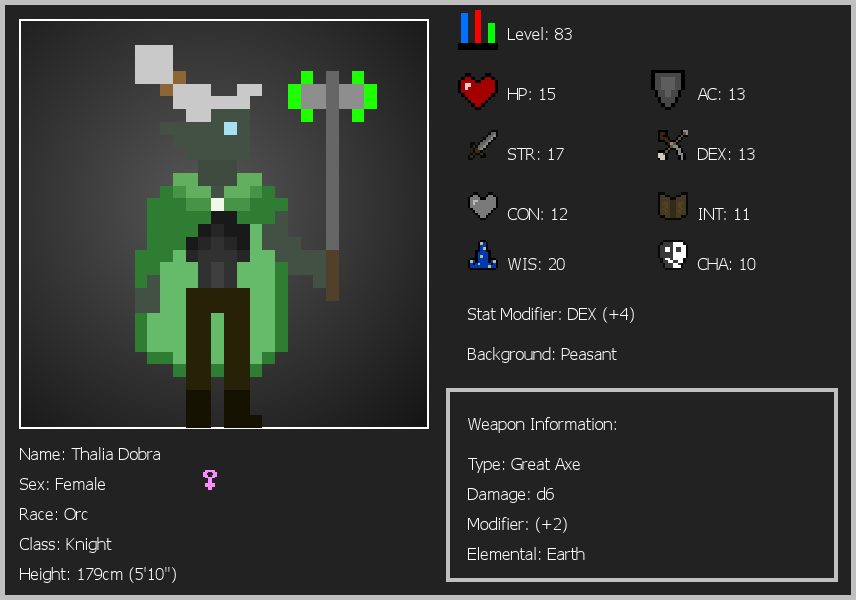 Level: 83
HP: 15
AC: 13
STR: 17
DEX: 13
CON: 12
INT: 11
WIS: 20
CHA: 10
Stat Modifier: DEX (+4)
Background: Peasant
Weapon Information:
Type: Great Axe
Damage: d6
Modifier: (+2)
Elemental: Earth
Name: Thalia Dobra
Sex: Female
Race: Orc
Class: Knight
Height: 179cm (5'10")